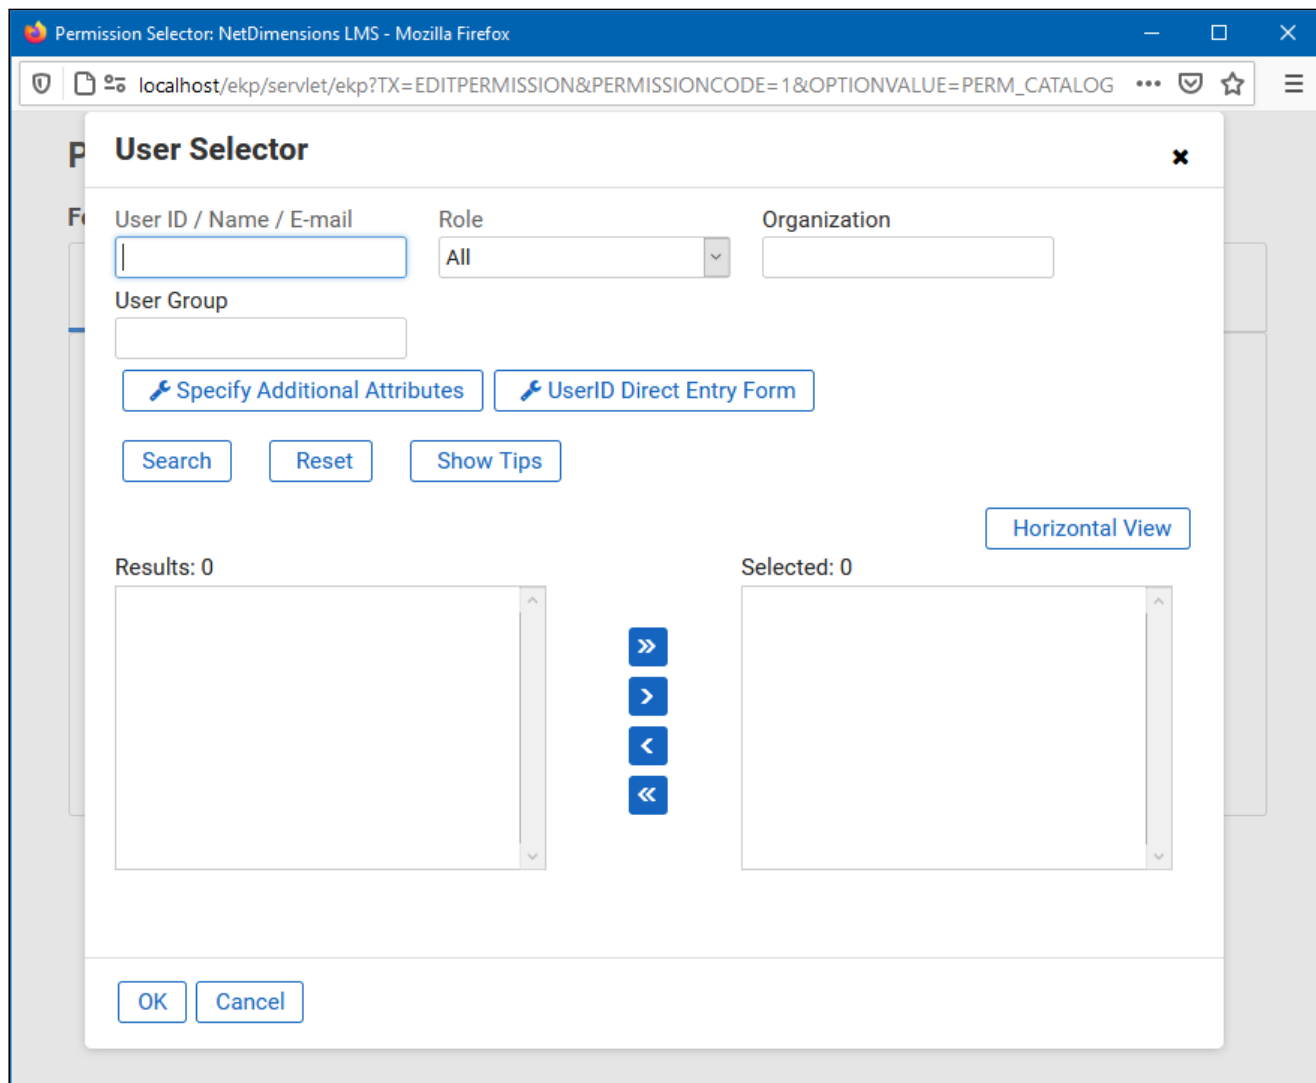 Permission Selector: NetDimensions LMS - Mozilla Firefox
localhost/ekp/servlet/ekp?TX=EDITPERMISSION&PERMISSIONCODE=1&OPTIONVALUE=PERM_CATALOG
User Selector
User ID / Name / E-mail Role Organization
All
User Group
Specify Additional Attributes UserID Direct Entry Form
Search Reset Show Tips
Horizontal View
Results: 0 Selected: 0
OK Cancel